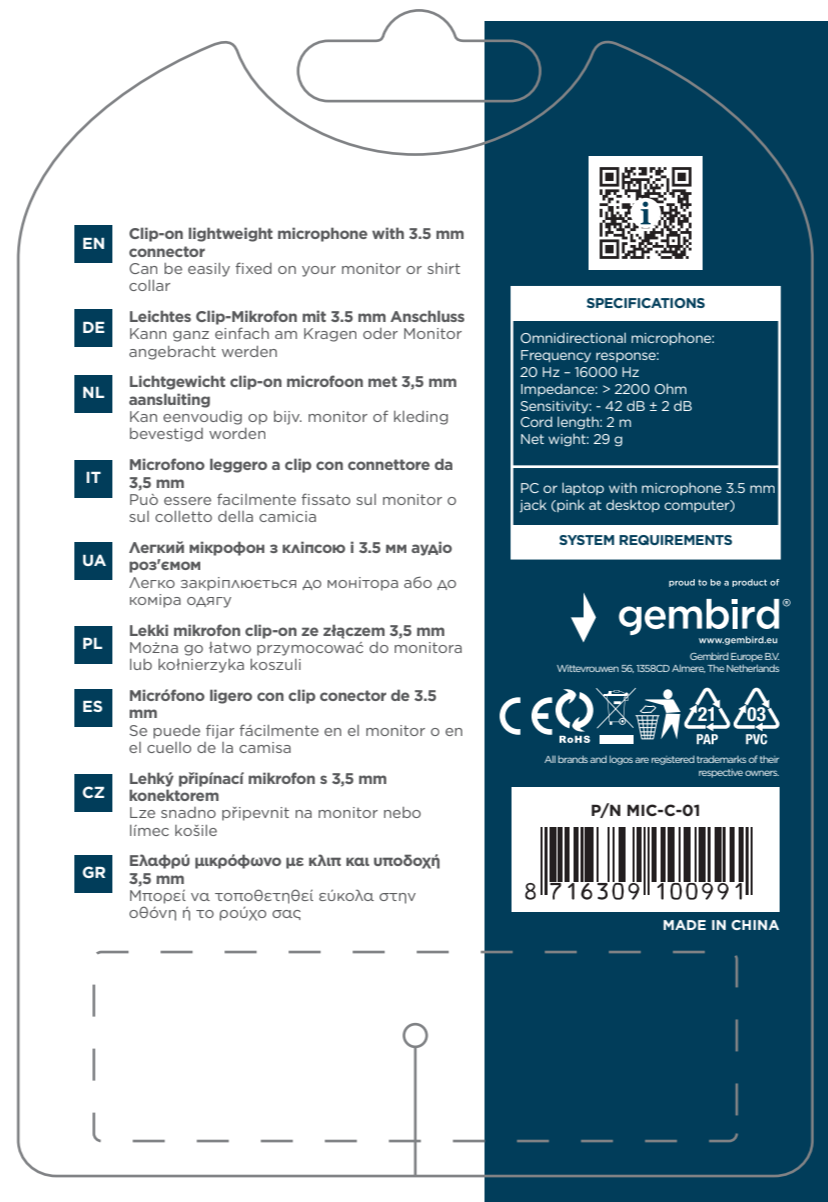 EN
Clip-on lightweight microphone with 3.5 mm
connector
Can be easily fixed on your monitor or shirt
collar
DE
Leichtes Clip-Mikrofon mit 3.5 mm Anschluss
Kann ganz einfach am Kragen oder Monitor
angebracht werden
NL
Lichtgewicht clip-on microfoon met 3,5 mm
aansluiting
Kan eenvoudig op bijv. monitor of kleding
bevestigd worden
IT
Microfono leggero a clip con connettore da
3,5 mm
Può essere facilmente fissato sul monitor o
sul colletto della camicia
UA
Легкий мікрофон з кліпсою і 3.5 мм аудіо
роз'ємом
Легко закріплюється до монітора або до
коміра одягу
PL
Lekki mikrofon clip-on ze złączem 3,5 mm
Można go łatwo przymocować do monitora
lub kołnierzyka koszuli
ES
Micrófono ligero con clip conector de 3.5
mm
Se puede fijar fácilmente en el monitor o en
el cuello de la camisa
CZ
Lehký připínací mikrofon s 3,5 mm
konektorem
Lze snadno připevnit na monitor nebo
límec košile
GR
Ελαφρύ μικρόφωνο με κλιπ και υποδοχή
3,5 mm
Μπορεί να τοποθετηθεί εύκολα στην
οθόνη ή το ρούχο σας
i
SPECIFICATIONS
Omnidirectional microphone:
Frequency response:
20 Hz – 16000 Hz
Impedance: > 2200 Ohm
Sensitivity: - 42 dB ± 2 dB
Cord length: 2 m
Net wight: 29 g
PC or laptop with microphone 3.5 mm
jack (pink at desktop computer)
SYSTEM REQUIREMENTS
proud to be a product of
gembird®
www.gembird.eu
Gembird Europe B.V.
Wittevrouwen 56, 1358CD Almere, The Netherlands
CE
RoHS
21
PAP
03
PVC
All brands and logos are registered trademarks of their
respective owners.
P/N MIC-C-01
8 716309 100991
MADE IN CHINA